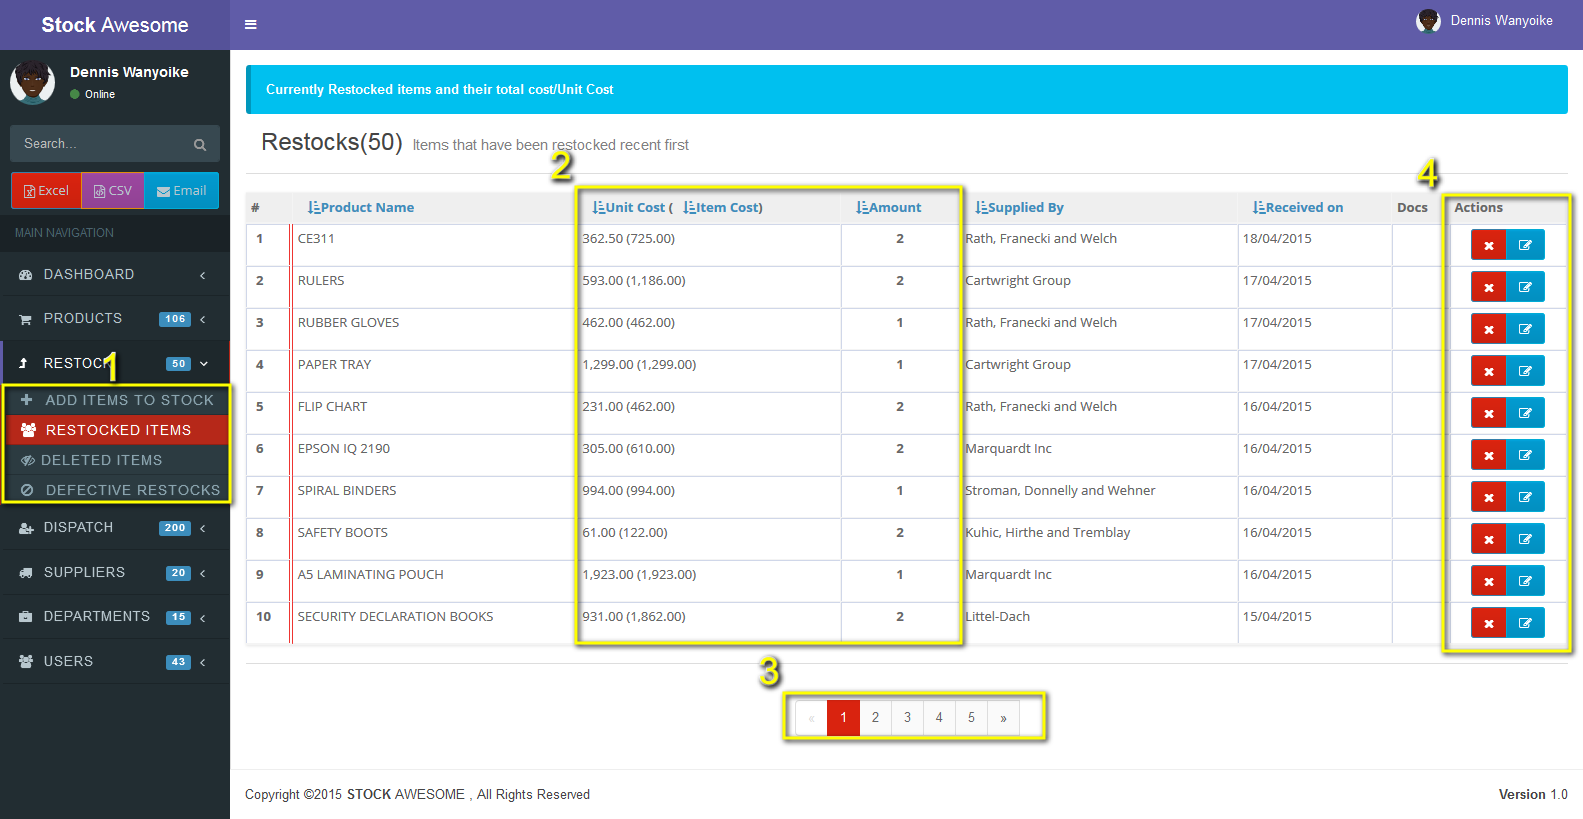 Stock Awesome
Dennis Wanyoike
Dennis Wanyoike
Online
Search...
Excel CSV Email
MAIN NAVIGATION
DASHBOARD
PRODUCTS 106
RESTOCK 50
1
ADD ITEMS TO STOCK
RESTOCKED ITEMS
DELETED ITEMS
DEFECTIVE RESTOCKS
DISPATCH 200
SUPPLIERS 20
DEPARTMENTS 15
USERS 43
Currently Restocked items and their total cost/Unit Cost
Restocks(50) Items that have been restocked recent first
2
4
# Product Name Unit Cost ( Item Cost) Amount Supplied By Received on Docs Actions
1 CE311 362.50 (725.00) 2 Rath, Franecki and Welch 18/04/2015
2 RULERS 593.00 (1,186.00) 2 Cartwright Group 17/04/2015
3 RUBBER GLOVES 462.00 (462.00) 1 Rath, Franecki and Welch 17/04/2015
4 PAPER TRAY 1,299.00 (1,299.00) 1 Cartwright Group 17/04/2015
5 FLIP CHART 231.00 (462.00) 2 Rath, Franecki and Welch 16/04/2015
6 EPSON IQ 2190 305.00 (610.00) 2 Marquardt Inc 16/04/2015
7 SPIRAL BINDERS 994.00 (994.00) 1 Stroman, Donnelly and Wehner 16/04/2015
8 SAFETY BOOTS 61.00 (122.00) 2 Kuhic, Hirthe and Tremblay 16/04/2015
9 A5 LAMINATING POUCH 1,923.00 (1,923.00) 1 Marquardt Inc 16/04/2015
10 SECURITY DECLARATION BOOKS 931.00 (1,862.00) 2 Littel-Dach 15/04/2015
3
« 1 2 3 4 5 »
Copyright ©2015 STOCK AWESOME , All Rights Reserved
Version 1.0